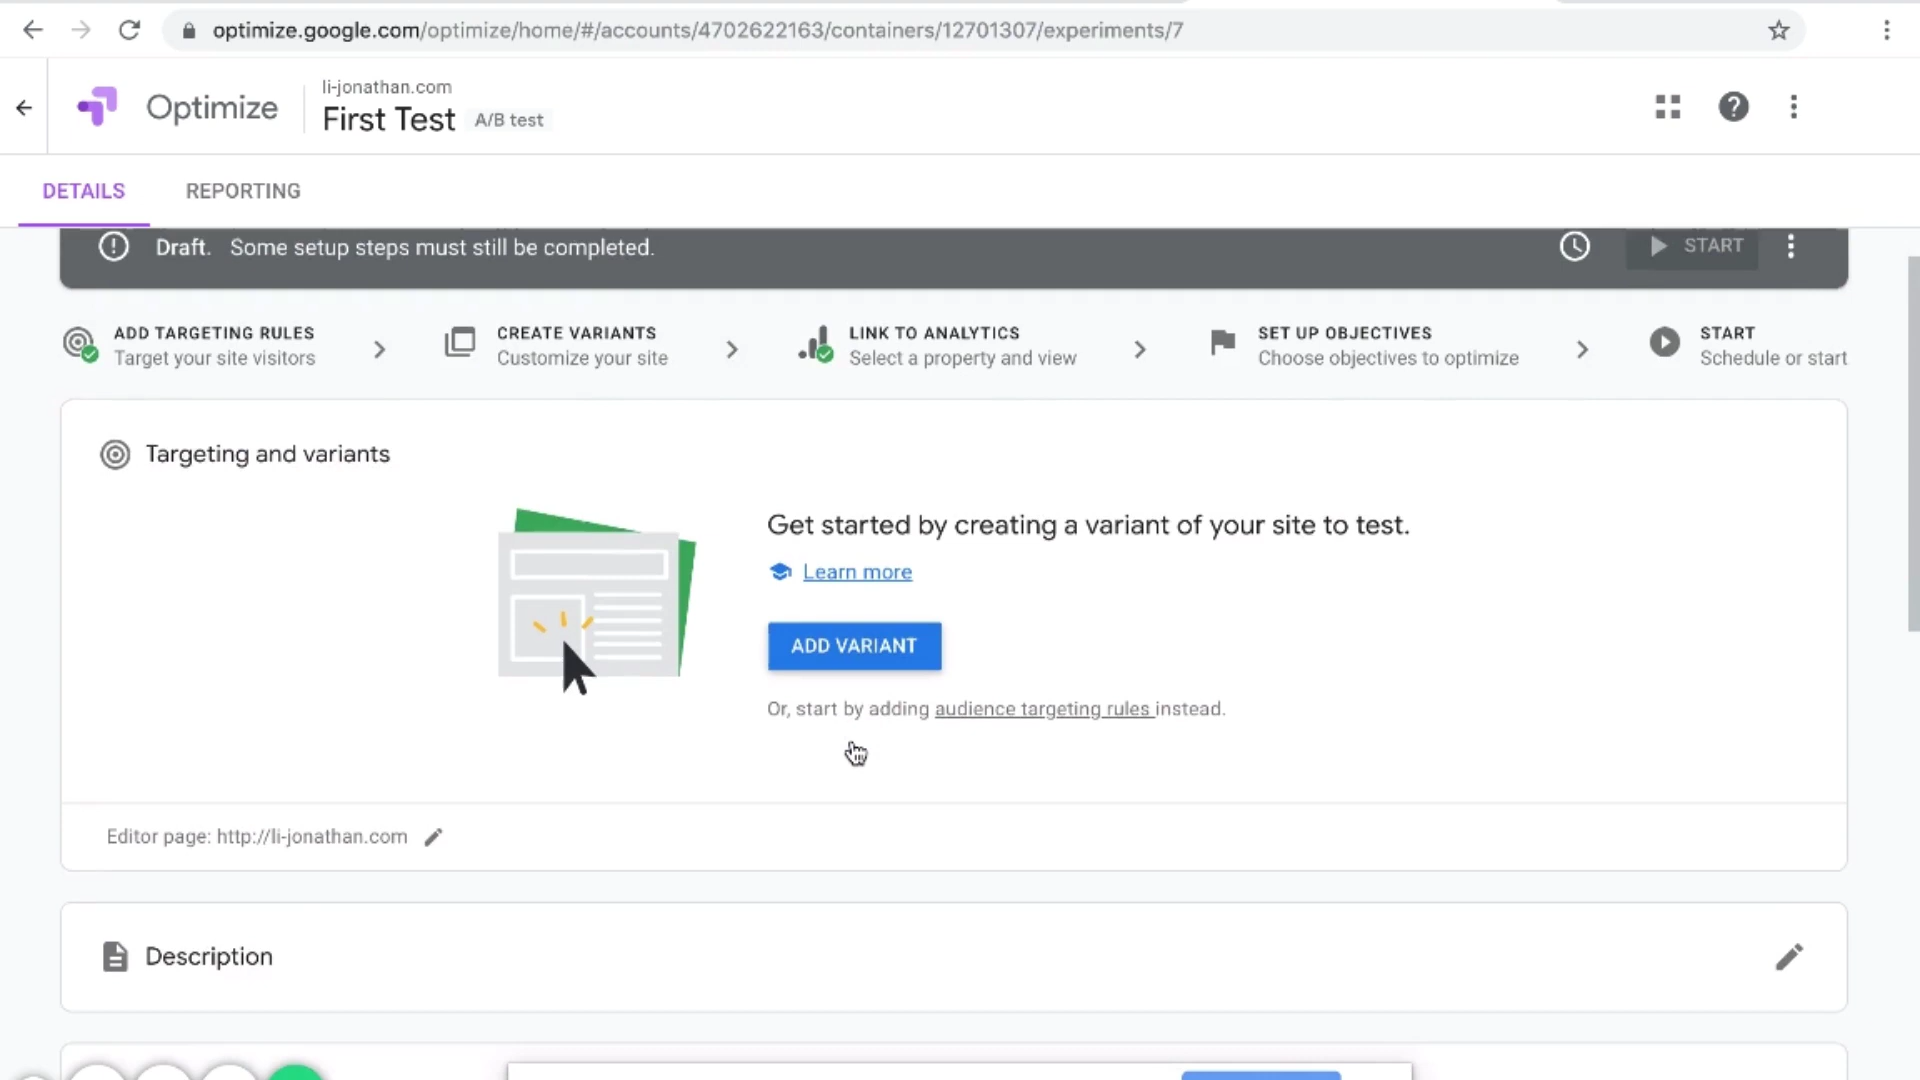 optimize.google.com/optimize/home/#/accounts/4702622163/containers/12701307/experiments/7
Optimize
li-jonathan.com
First Test A/B test
DETAILS REPORTING
Draft. Some setup steps must still be completed.
START
ADD TARGETING RULES
Target your site visitors
CREATE VARIANTS
Customize your site
LINK TO ANALYTICS
Select a property and view
SET UP OBJECTIVES
Choose objectives to optimize
START
Schedule or start
Targeting and variants
Get started by creating a variant of your site to test.
Learn more
ADD VARIANT
Or, start by adding audience targeting rules instead.
Editor page: http://li-jonathan.com
Description